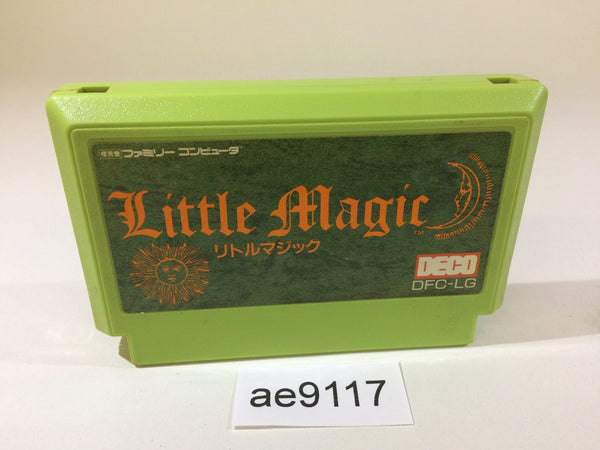 任天堂 ファミリー コンピュータ
Little Magic TM
リトルマジック
DECO
DFC-LG
ae9117